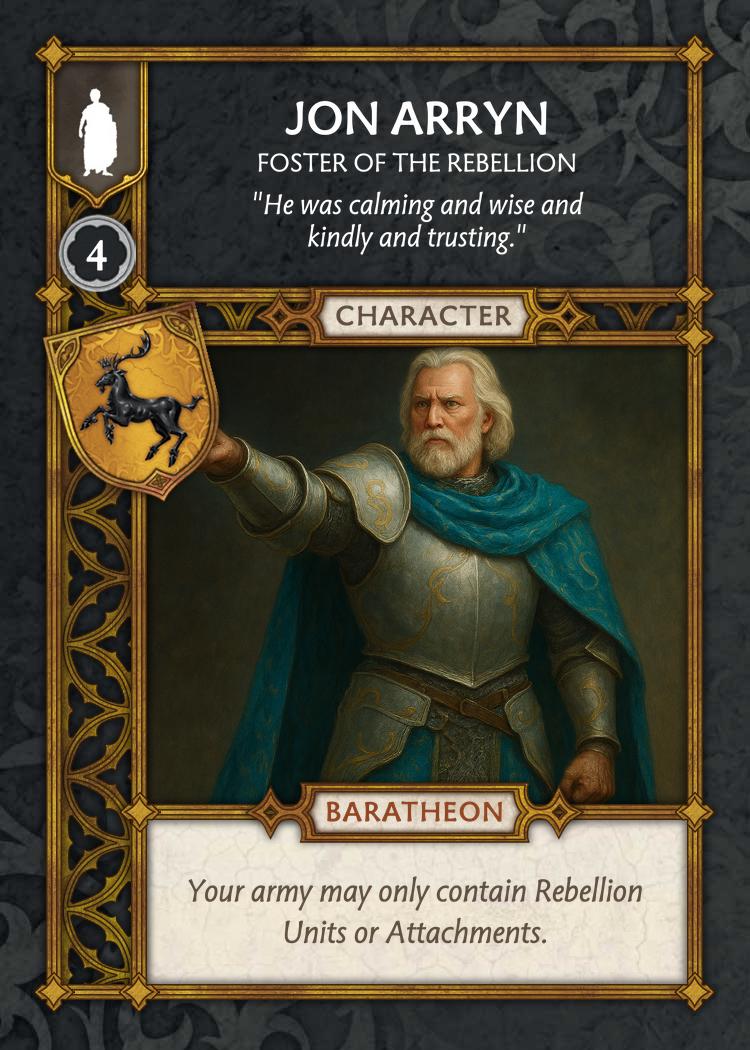 JON ARRYN
FOSTER OF THE REBELLION
"He was calming and wise and
kindly and trusting."
4
CHARACTER
BARATHEON
Your army may only contain Rebellion
Units or Attachments.